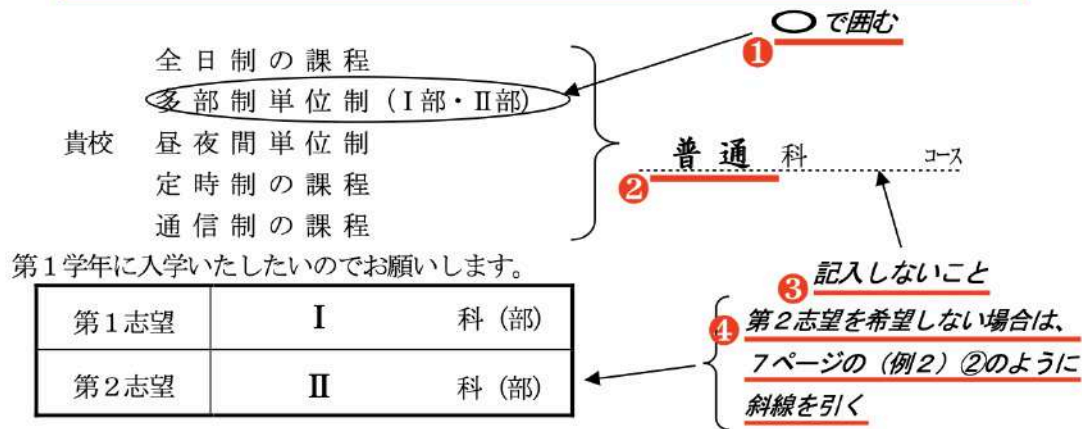 ○で囲む
❶
全日制の課程
多部制単位制（Ⅰ部・Ⅱ部）
貴校 昼夜間単位制
定時制の課程
通信制の課程
普通 科 コース
❷
第１学年に入学いたしたいのでお願いします。
❸ 記入しないこと
第１志望 Ⅰ 科（部）
第２志望 Ⅱ 科（部）
❹ 第２志望を希望しない場合は、
７ページの（例２）②のように
斜線を引く